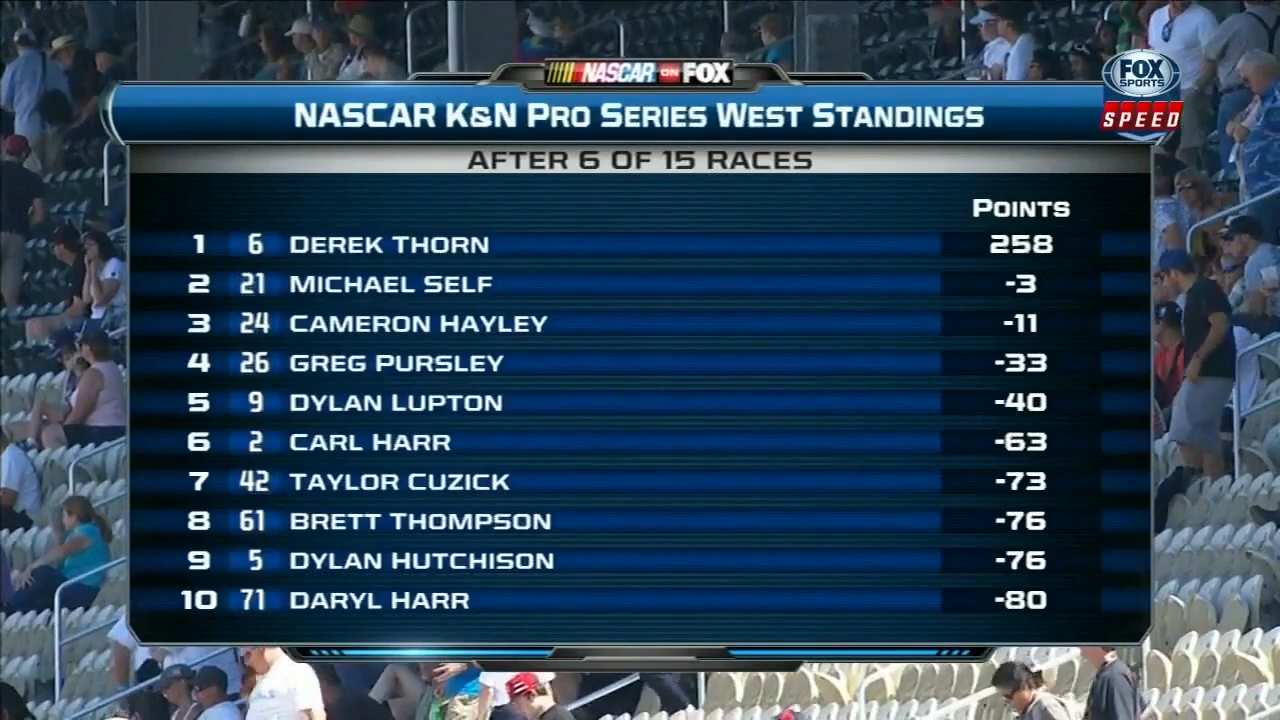 NASCAR ON FOX
FOX
SPORTS
SPEED
NASCAR K&N PRO SERIES WEST STANDINGS
AFTER 6 OF 15 RACES
POINTS
1 6 DEREK THORN 258
2 21 MICHAEL SELF -3
3 24 CAMERON HAYLEY -11
4 26 GREG PURSLEY -33
5 9 DYLAN LUPTON -40
6 2 CARL HARR -63
7 42 TAYLOR CUZICK -73
8 61 BRETT THOMPSON -76
9 5 DYLAN HUTCHISON -76
10 71 DARYL HARR -80